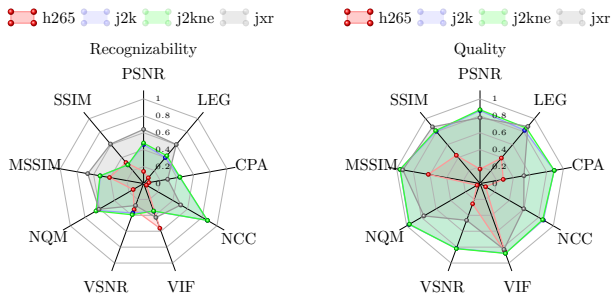 h265 j2k j2kne jxr
Recognizability
PSNR
LEG
CPA
NCC
VIF
VSNR
NQM
MSSIM
SSIM
1
0.8
0.6
0.4
0.2
0
h265 j2k j2kne jxr
Quality
PSNR
LEG
CPA
NCC
VIF
VSNR
NQM
MSSIM
SSIM
1
0.8
0.6
0.4
0.2
0